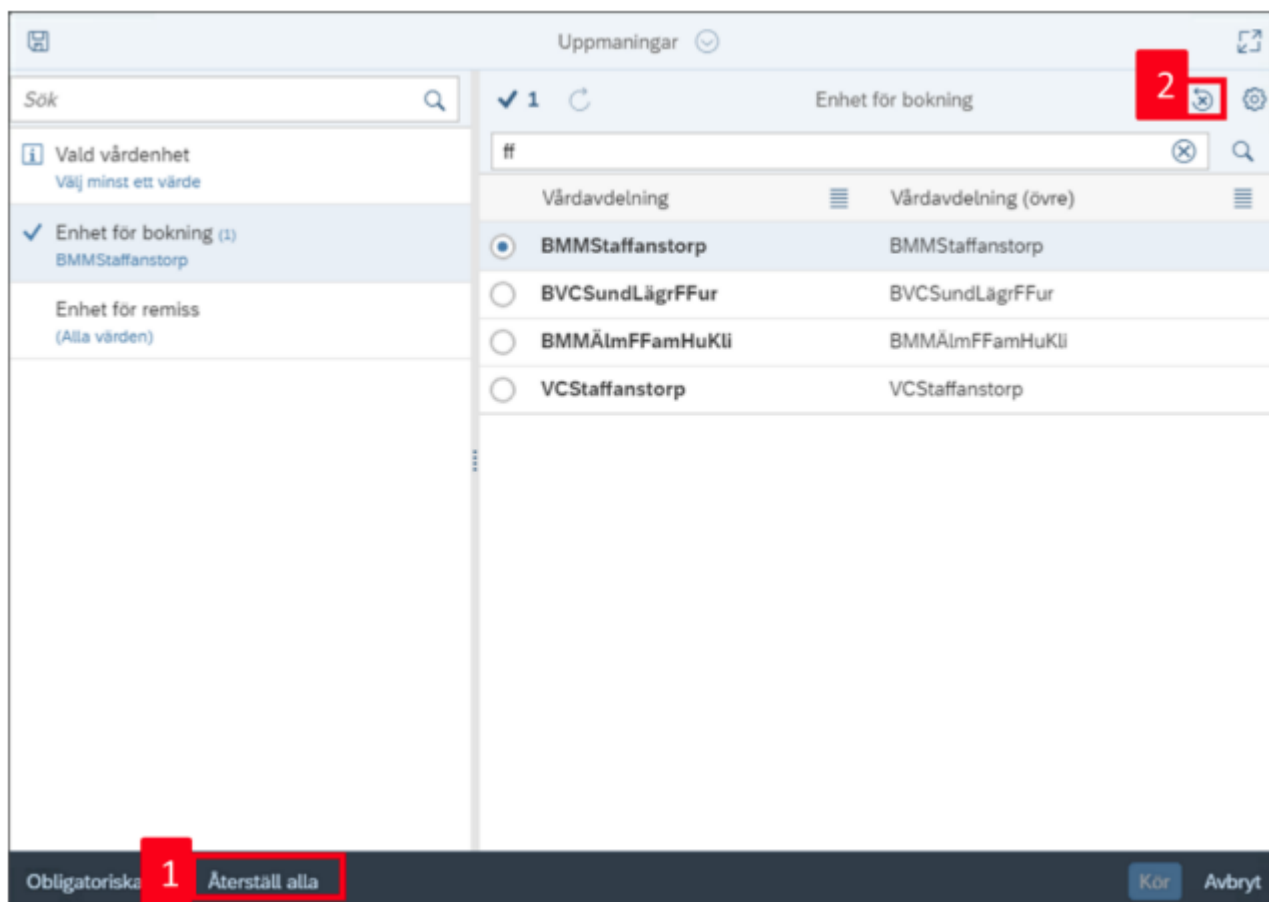 Uppmaningar
2
Sök
1 Enhet för bokning
Vald vårdenhet
Välj minst ett värde
Enhet för bokning (1)
BMMStaffanstorp
Enhet för remiss
(Alla värden)
ff
Vårdavdelning Vårdavdelning (övre)
BMMStaffanstorp BMMStaffanstorp
BVCSundLägrFFur BVCSundLägrFFur
BMMÄlmFFamHuKli BMMÄlmFFamHuKli
VCStaffanstorp VCStaffanstorp
Obligatoriska 1 Återställ alla Kör Avbryt